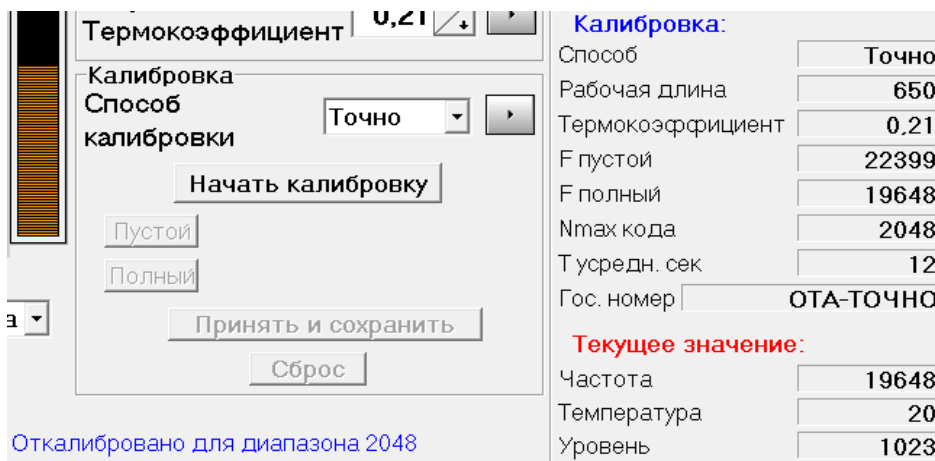 Термокоэффициент 0,21
Калибровка
Способ
калибровки
Точно
Начать калибровку
Пустой
Полный
а
Принять и сохранить
Сброс
Откалибровано для диапазона 2048
Калибровка:
Способ Точно
Рабочая длина 650
Термокоэффициент 0,21
F пустой 22399
F полный 19648
Nmax кода 2048
T усредн. сек 12
Гос. номер ОТА-ТОЧНО
Текущее значение:
Частота 19648
Температура 20
Уровень 1023